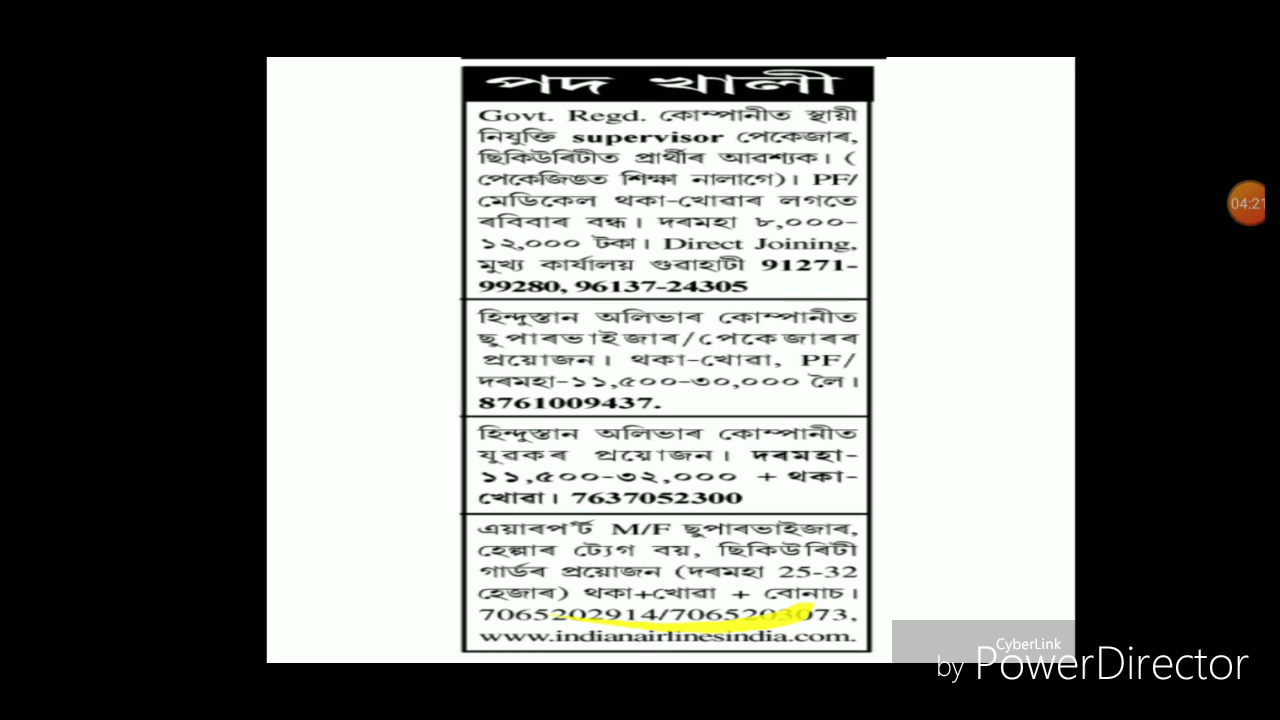 পদ খালী
Govt. Regd. কোম্পানীত স্থায়ী
নিযুক্তি supervisor পেকেজাৰ,
ছিকিউৰিটীত প্ৰাৰ্থীৰ আৱশ্যক। (
পেকেজিঙত শিক্ষা নালাগে)। PF/
মেডিকেল থকা-খোৱাৰ লগতে
ৰবিবাৰ বন্ধ। দৰমহা ৮,০০০-
১২,০০০ টকা। Direct Joining,
মুখ্য কাৰ্যালয় গুৱাহাটী 91271-
99280, 96137-24305
হিন্দুস্তান অলিভাৰ কোম্পানীত
ছুপাৰভাইজাৰ/পেকেজাৰৰ
প্ৰয়োজন। থকা-খোৱা, PF/
দৰমহা-১১,৫০০-৩০,০০০ লৈ।
8761009437.
হিন্দুস্তান অলিভাৰ কোম্পানীত
যুৱকৰ প্ৰয়োজন। দৰমহা-
১১,৫০০-৩২,০০০ + থকা-
খোৱা। 7637052300
এয়াৰপ'ৰ্ট M/F ছুপাৰভাইজাৰ,
হেল্পাৰ ট্যেগ বয়, ছিকিউৰিটী
গাৰ্ডৰ প্ৰয়োজন (দৰমহা 25-32
হেজাৰ) থকা+খোৱা + বোনাচ।
7065202914/7065203073,
www.indianairlinesindia.com.
04:21
CyberLink
by PowerDirector